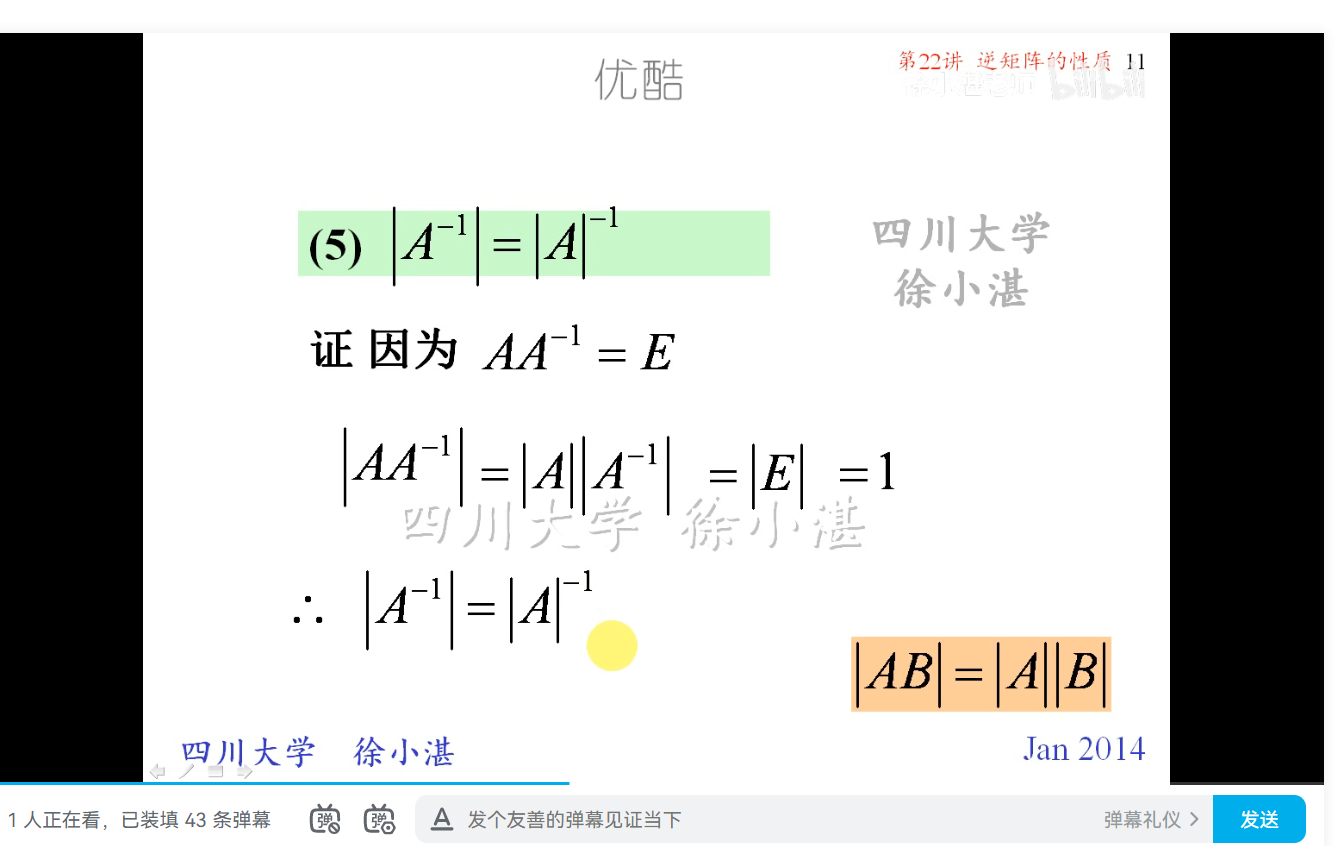 优酷
第22讲 逆矩阵的性质 11
bilibili
(5) |A⁻¹| = |A|⁻¹
四川大学
徐小湛
证 因为 AA⁻¹ = E
|AA⁻¹| = |A||A⁻¹| = |E| = 1
四川大学 徐小湛
∴ |A⁻¹| = |A|⁻¹
|AB| = |A||B|
四川大学 徐小湛
Jan 2014
1 人正在看，已装填 43 条弹幕
弹
弹
A
发个友善的弹幕见证当下
弹幕礼仪 >
发送